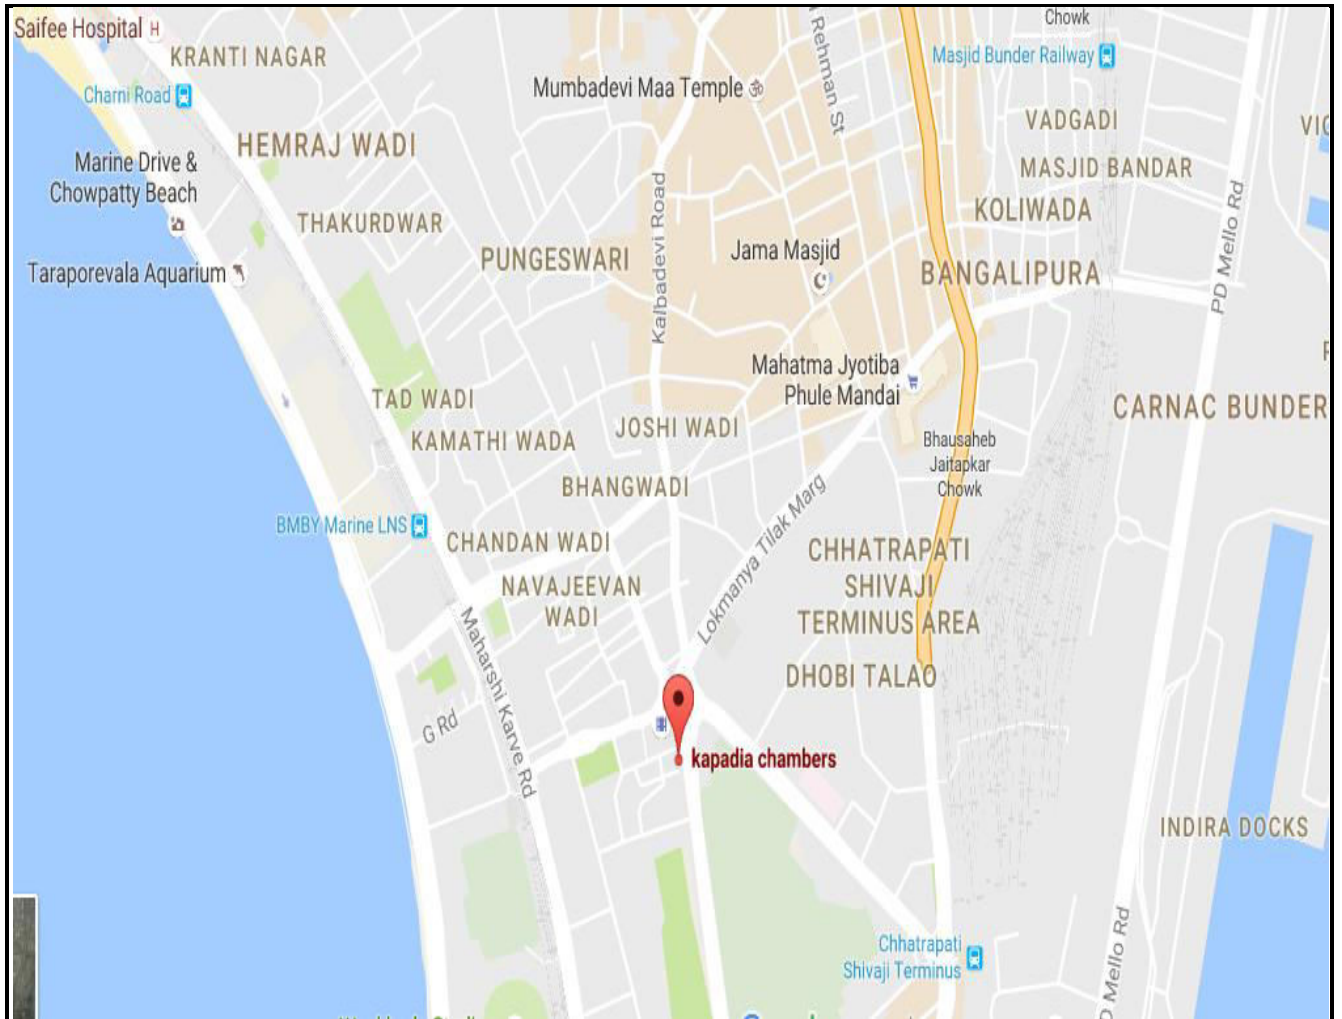 Saifee Hospital H
KRANTI NAGAR
Chowk
Rehman St
Masjid Bunder Railway
Mumbadevi Maa Temple
Charni Road
VADGADI
HEMRAJ WADI
Marine Drive &
Chowpatty Beach
MASJID BANDAR
KOLIWADA
THAKURDWAR
Kalbadevi Road
PD Mello Rd
PUNGESWARI
Jama Masjid
Taraporevala Aquarium
BANGALIPURA
Mahatma Jyotiba
Phule Mandai
TAD WADI
CARNAC BUNDER
JOSHI WADI
KAMATHI WADA
Bhausaheb
Jaitapkar
Chowk
BHANGWADI
Lokmanya Tilak Marg
BMBY Marine LNS
CHANDAN WADI
CHHATRAPATI
SHIVAJI
TERMINUS AREA
NAVAJEEVAN
WADI
DHOBI TALAO
Maharshi Karve Rd
G Rd
kapadia chambers
INDIRA DOCKS
Chhatrapati
Shivaji Terminus
D Mello Rd